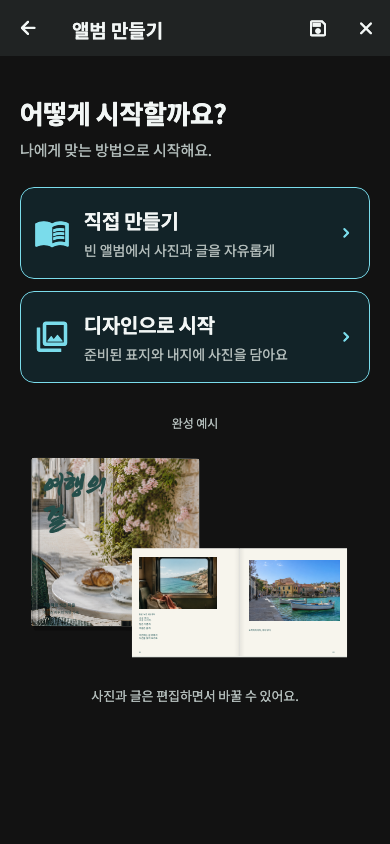 앨범 만들기
어떻게 시작할까요?
나에게 맞는 방법으로 시작해요.
직접 만들기
빈 앨범에서 사진과 글을 자유롭게
디자인으로 시작
준비된 표지와 내지에 사진을 담아요
완성 예시
여행의
결
사진과 글은 편집하면서 바꿀 수 있어요.